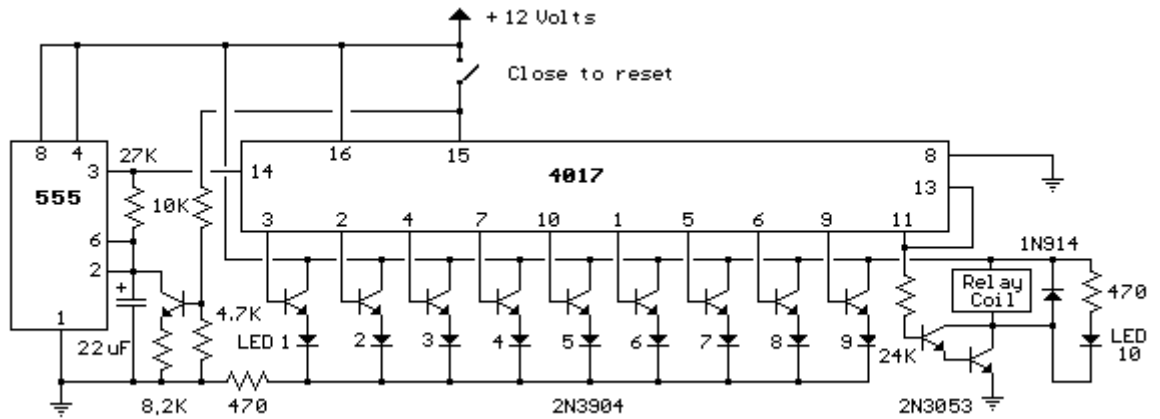 + 12 Volts
Close to reset
8 4
3
27K
555
10K
6
2
+
1
22 uF
4.7K
8.2K
470
16
15
8
14
4017
13
3 2 4 7 10 1 5 6 9 11
1N914
Relay
Coil
470
LED
10
LED 1 2 3 4 5 6 7 8 9
24K
2N3904
2N3053